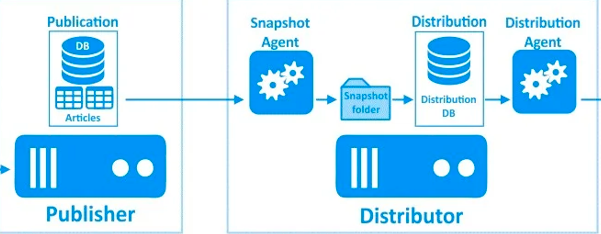 Publication
DB
Articles
Publisher
Snapshot
Agent
Snapshot
folder
Distribution
Distribution
DB
Distribution
Agent
Distributor